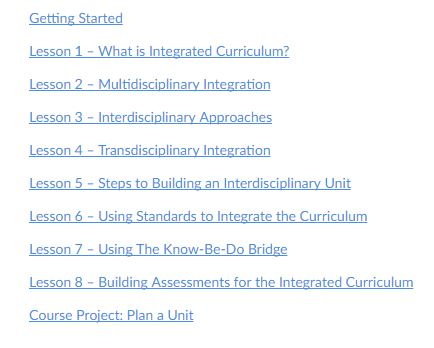 Getting Started
Lesson 1 – What is Integrated Curriculum?
Lesson 2 – Multidisciplinary Integration
Lesson 3 – Interdisciplinary Approaches
Lesson 4 – Transdisciplinary Integration
Lesson 5 – Steps to Building an Interdisciplinary Unit
Lesson 6 – Using Standards to Integrate the Curriculum
Lesson 7 – Using The Know-Be-Do Bridge
Lesson 8 – Building Assessments for the Integrated Curriculum
Course Project: Plan a Unit